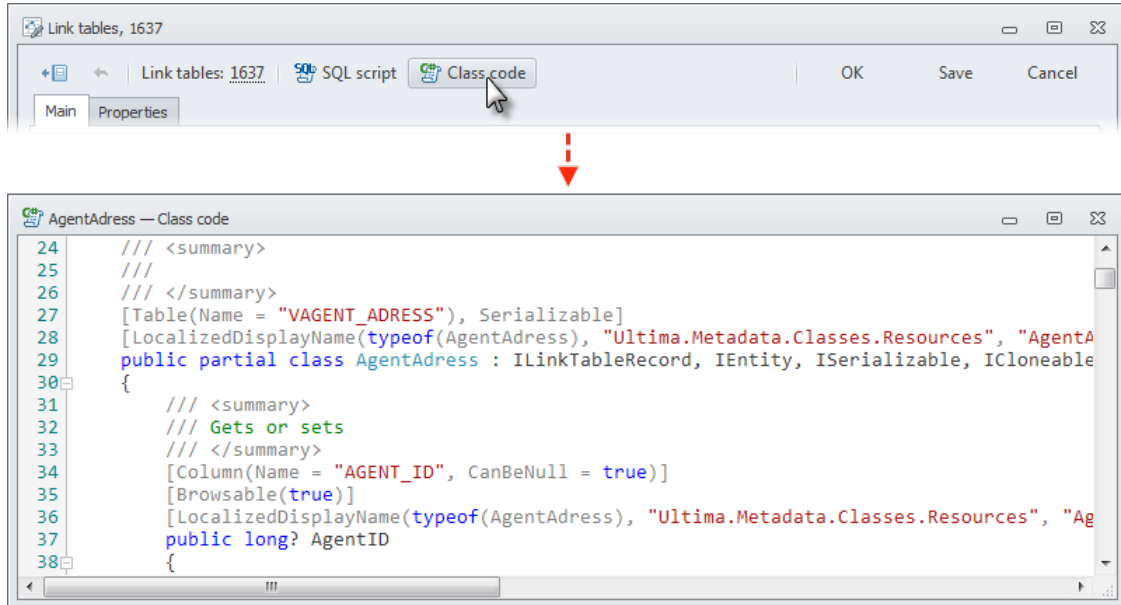 Link tables, 1637
Link tables: 1637 SQL script Class code OK Save Cancel
Main Properties
AgentAdress — Class code
24 /// <summary>
25 ///
26 /// </summary>
27 [Table(Name = "VAGENT_ADRESS"), Serializable]
28 [LocalizedDisplayName(typeof(AgentAdress), "Ultima.Metadata.Classes.Resources", "AgentA
29 public partial class AgentAdress : ILinkTableRecord, IEntity, ISerializable, ICloneable
30 {
31 /// <summary>
32 /// Gets or sets
33 /// </summary>
34 [Column(Name = "AGENT_ID", CanBeNull = true)]
35 [Browsable(true)]
36 [LocalizedDisplayName(typeof(AgentAdress), "Ultima.Metadata.Classes.Resources", "Ag
37 public long? AgentID
38 {